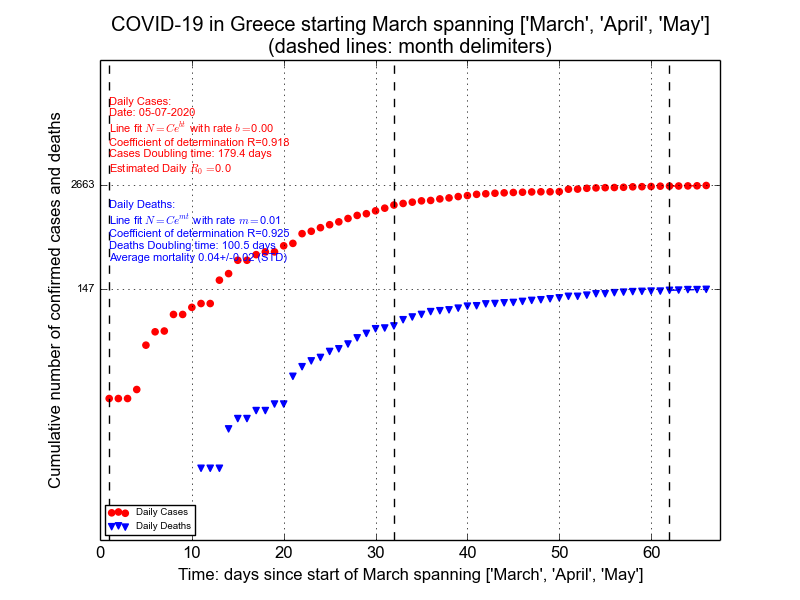 COVID-19 in Greece starting March spanning ['March', 'April', 'May']
(dashed lines: month delimiters)
Cumulative number of confirmed cases and deaths
Daily Cases:
Date: 05-07-2020
Line fit N = Ce^{bt} with rate b =0.00
Coefficient of determination R=0.918
Cases Doubling time: 179.4 days
Estimated Daily R_0 =0.0
2663
Daily Deaths:
Line fit N = Ce^{mt} with rate m =0.01
Coefficient of determination R=0.925
Deaths Doubling time: 100.5 days
Average mortality 0.04+/-0.02 (STD)
147
Daily Cases
Daily Deaths
0 10 20 30 40 50 60
Time: days since start of March spanning ['March', 'April', 'May']